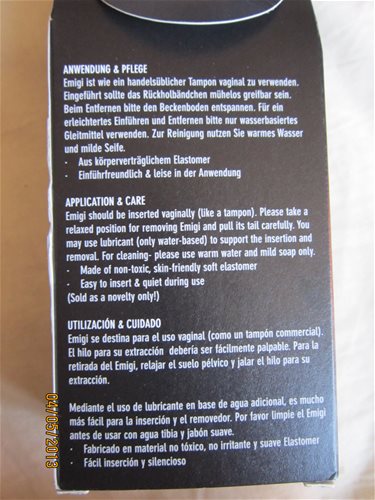 ANWENDUNG & PFLEGE
Emigi ist wie ein handelsüblicher Tampon vaginal zu verwenden.
Eingeführt sollte das Rückholbändchen mühelos greifbar sein.
Beim Entfernen bitte den Beckenboden entspannen. Für ein
erleichtertes Einführen und Entfernen bitte nur wasserbasiertes
Gleitmittel verwenden. Zur Reinigung nutzen Sie warmes Wasser
und milde Seife.
- Aus körperverträglichem Elastomer
- Einführfreundlich & leise in der Anwendung
APPLICATION & CARE
Emigi should be inserted vaginally (like a tampon). Please take a
relaxed position for removing Emigi and pull its tail carefully. You
may use lubricant (only water-based) to support the insertion and
removal. For cleaning- please use warm water and mild soap only.
- Made of non-toxic, skin-friendly soft elastomer
- Easy to insert & quiet during use
(Sold as a novelty only!)
UTILIZACIÓN & CUIDADO
Emigi se destina para el uso vaginal (como un tampón commercial).
El hilo para su extracción debería ser fácilmente palpable. Para la
retirada del Emigi, relajar el suelo pélvico y jalar el hilo para su
extracción.
Mediante el uso de lubricante en base de agua adicional, es mucho
más fácil para la inserción y el removedor. Por favor limpie el Emigi
antes de usar con agua tibia y jabón suave.
- Fabricado en material no tóxico, no irritante y suave Elastomer
- Fácil inserción y silencioso
04/05/2013